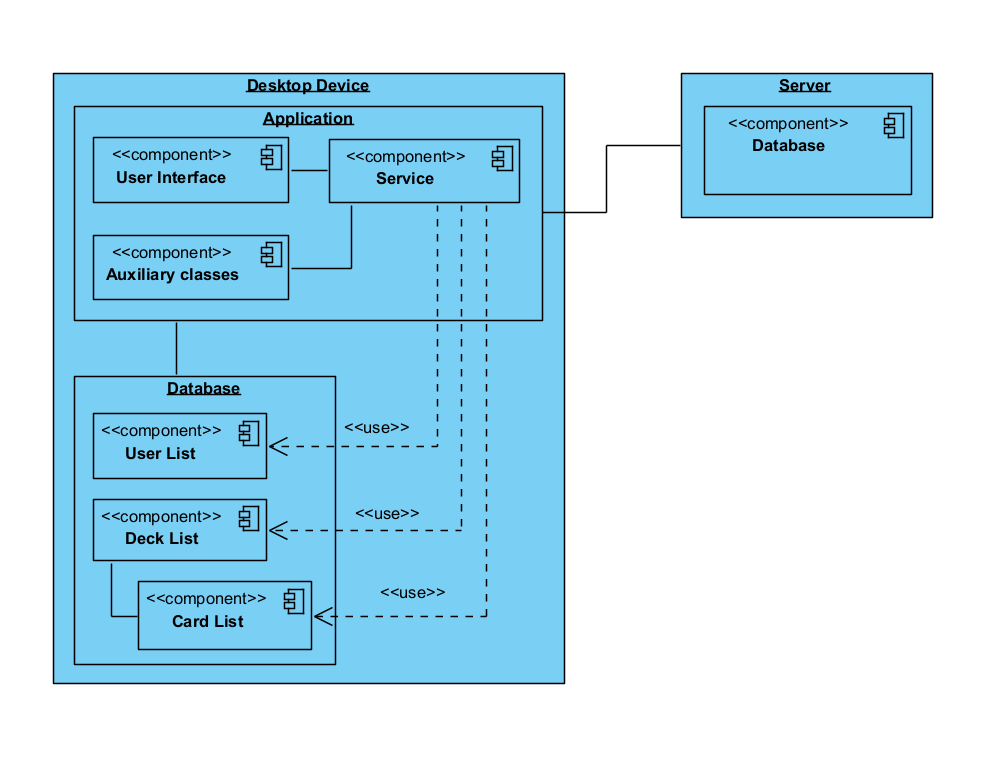 Desktop Device
Application
<<component>>
User Interface
<<component>>
Service
<<component>>
Auxiliary classes
Database
<<component>>
User List
<<use>>
<<component>>
Deck List
<<use>>
<<component>>
Card List
<<use>>
Server
<<component>>
Database